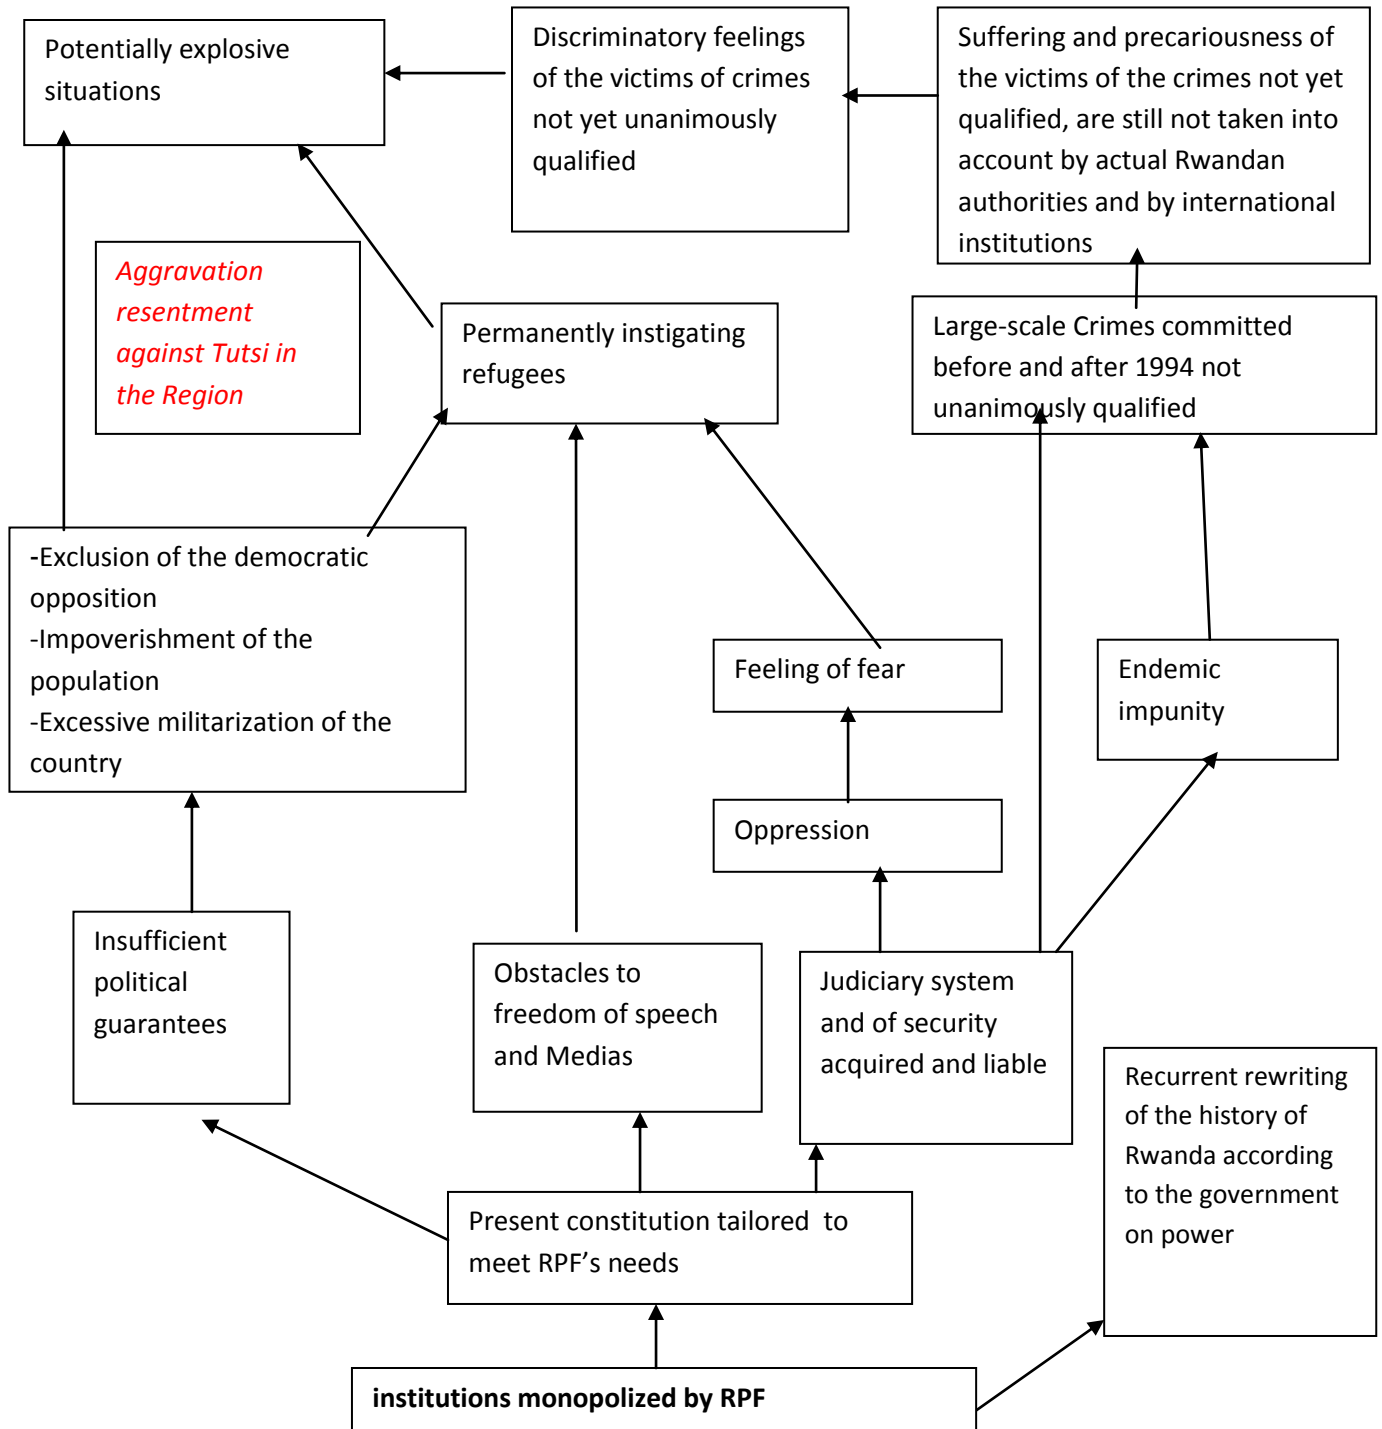 Potentially explosive
situations
Discriminatory feelings
of the victims of crimes
not yet unanimously
qualified
Suffering and precariousness of
the victims of the crimes not yet
qualified, are still not taken into
account by actual Rwandan
authorities and by international
institutions
Aggravation
resentment
against Tutsi in
the Region
Permanently instigating
refugees
Large-scale Crimes committed
before and after 1994 not
unanimously qualified
-Exclusion of the democratic
opposition
-Impoverishment of the
population
-Excessive militarization of the
country
Feeling of fear
Endemic
impunity
Oppression
Insufficient
political
guarantees
Obstacles to
freedom of speech
and Medias
Judiciary system
and of security
acquired and liable
Recurrent rewriting
of the history of
Rwanda according
to the government
on power
Present constitution tailored  to
meet RPF’s needs
institutions monopolized by RPF